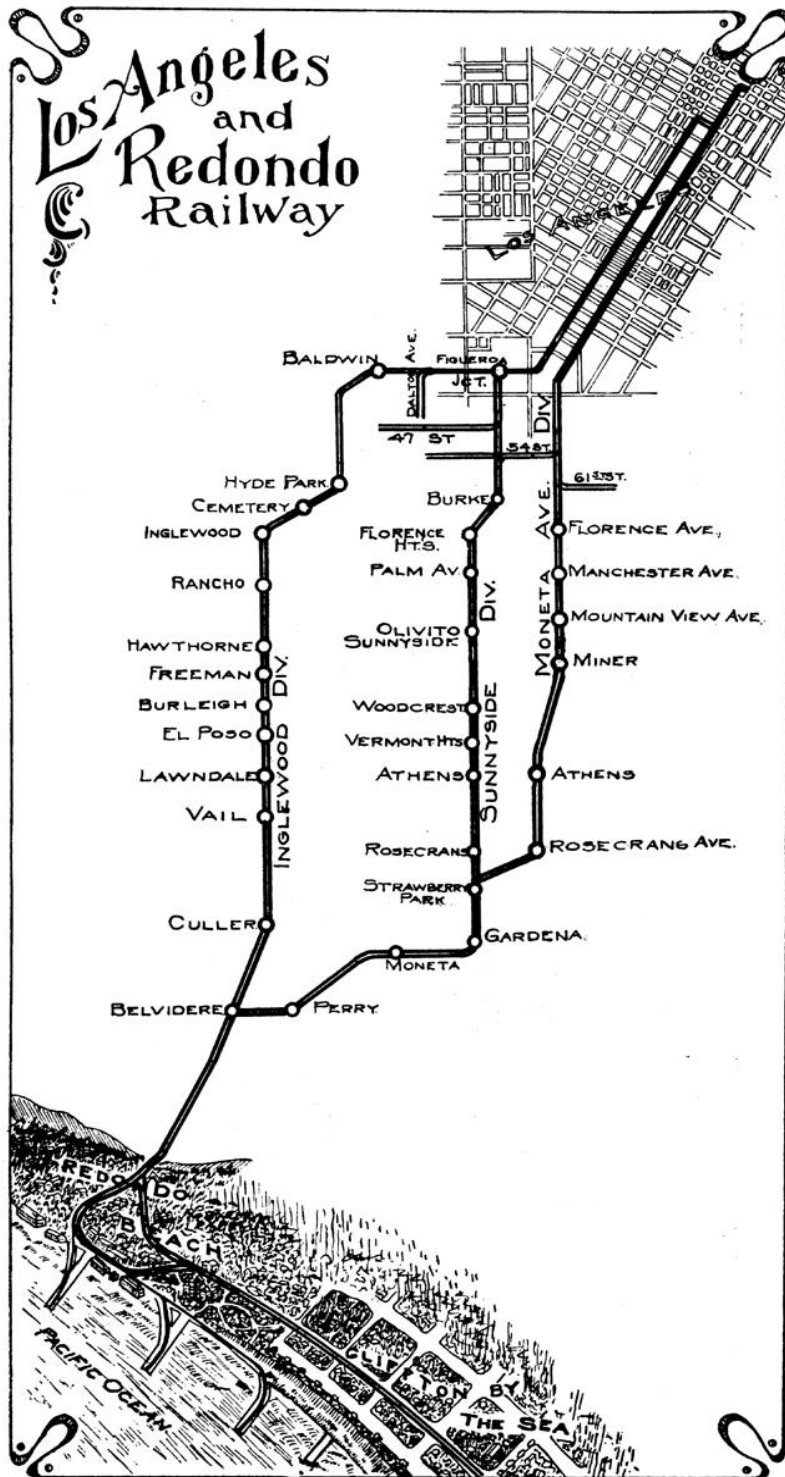 Los Angeles
and
Redondo
Railway
LOS ANGELES
BALDWIN
DALTON AVE.
FIGUEROA
JCT.
47 ST
54 ST.
DIV.
61ST ST.
HYDE PARK
CEMETERY
INGLEWOOD
RANCHO
HAWTHORNE
FREEMAN
BURLEIGH
EL POSO
LAWNDALE
VAIL
CULLER
INGLEWOOD DIV.
BURKE
FLORENCE
HTS.
PALM AV.
OLIVITO
SUNNYSIDE
WOODCREST
VERMONT HTS
ATHENS
ROSECRANS
STRAWBERRY
PARK
GARDENA
SUNNYSIDE DIV.
MONETA AVE.
FLORENCE AVE.
MANCHESTER AVE.
MOUNTAIN VIEW AVE.
MINER
ATHENS
ROSECRANG AVE.
MONETA
BELVIDERE
PERRY
REDONDO
BEACH
PACIFIC OCEAN
CLIFTON BY
THE SEA